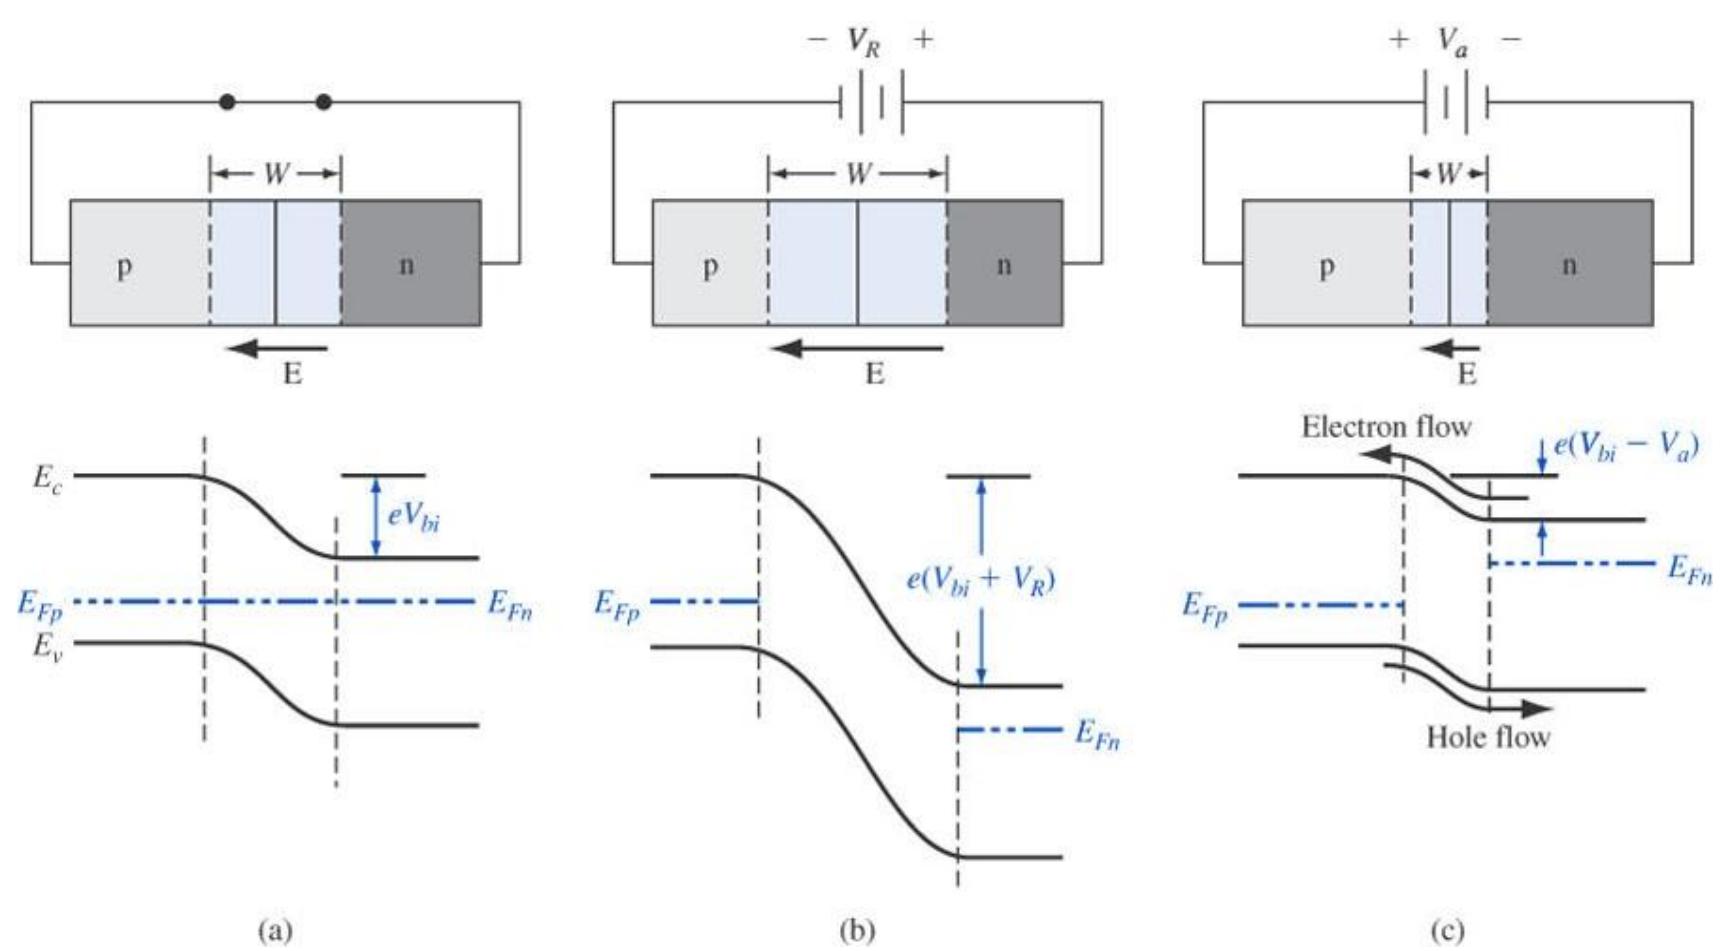 − V_R +
+ V_a −
W
W
W
p
n
p
n
p
n
E
E
E
Electron flow
e(V_bi − V_a)
E_c
eV_bi
e(V_bi + V_R)
E_Fn
E_Fp
E_Fn
E_Fp
E_Fp
E_v
E_Fn
Hole flow
(a)
(b)
(c)